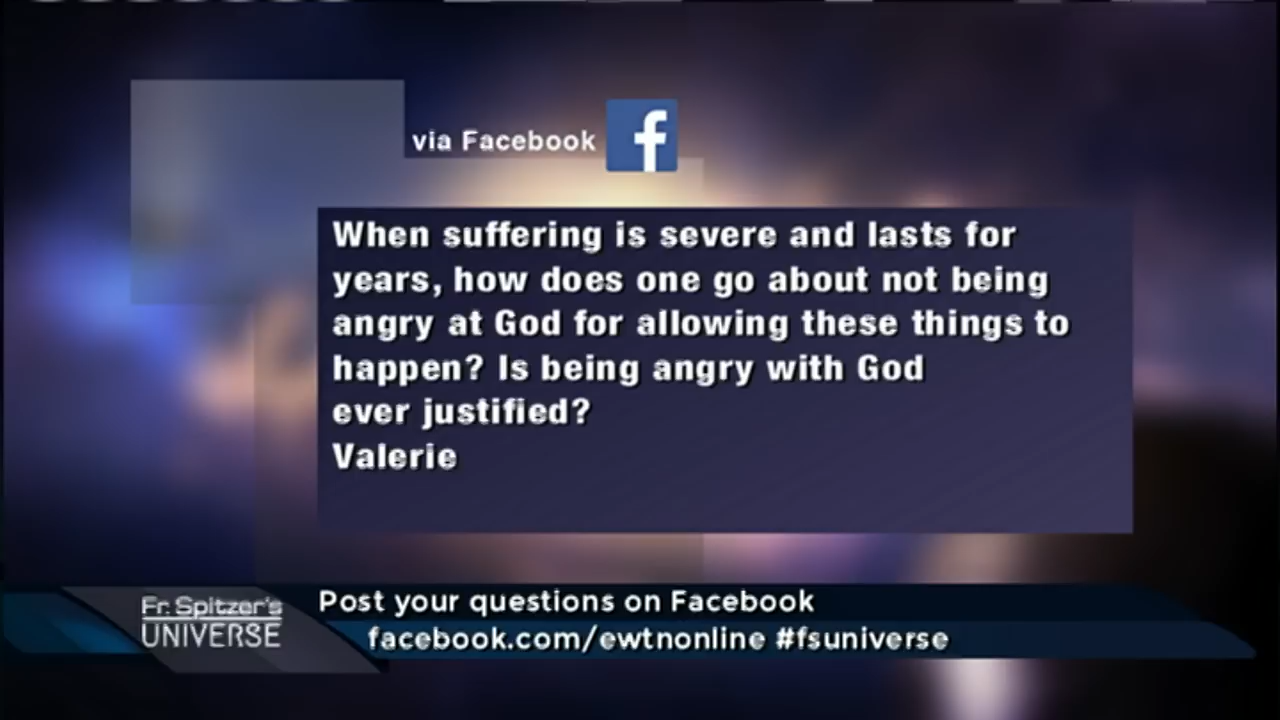 via Facebook f
When suffering is severe and lasts for
years, how does one go about not being
angry at God for allowing these things to
happen? Is being angry with God
ever justified?
Valerie
Fr. Spitzer's
UNIVERSE
Post your questions on Facebook
facebook.com/ewtnonline #fsuniverse